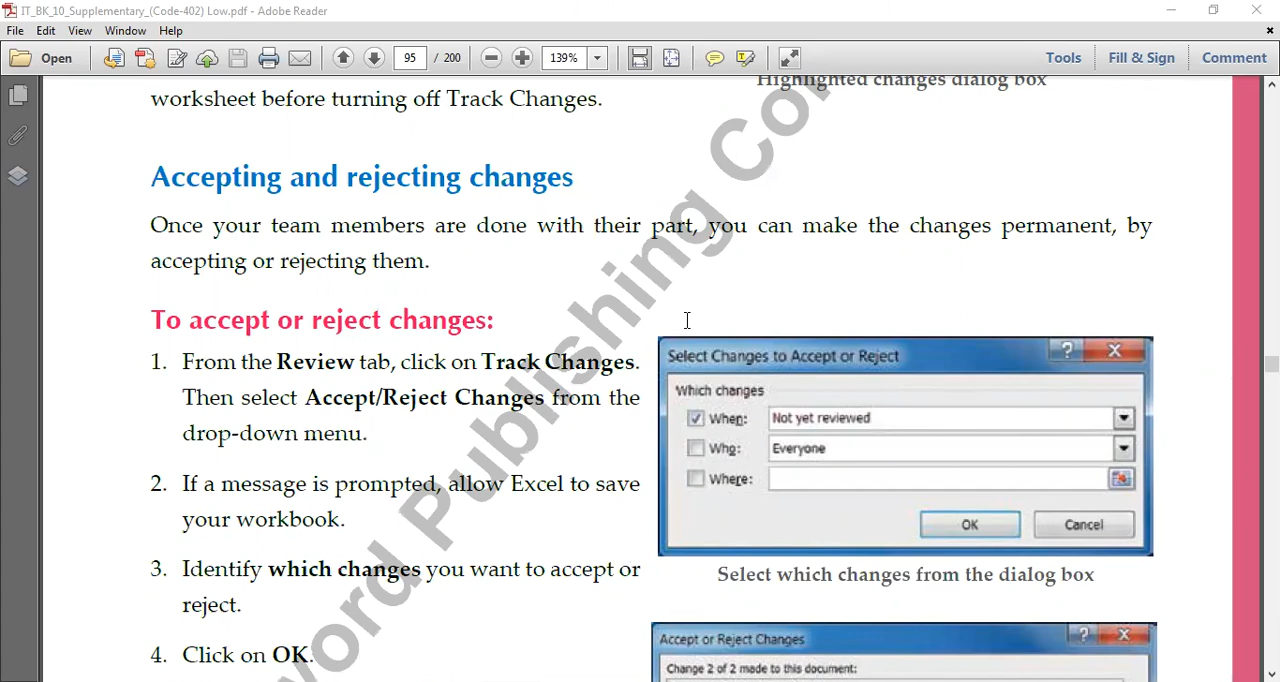 IT_BK_10_Supplementary_(Code-402) Low.pdf - Adobe Reader
File Edit View Window Help
Open 95 / 200 139% Tools Fill & Sign Comment
Highlighted changes dialog box
worksheet before turning off Track Changes.
Accepting and rejecting changes
Once your team members are done with their part, you can make the changes permanent, by
accepting or rejecting them.
To accept or reject changes:
1. From the Review tab, click on Track Changes.
Then select Accept/Reject Changes from the
drop-down menu.
2. If a message is prompted, allow Excel to save
your workbook.
3. Identify which changes you want to accept or
reject.
4. Click on OK.
Select Changes to Accept or Reject
Which changes
When: Not yet reviewed
Who: Everyone
Where:
OK Cancel
Select which changes from the dialog box
Accept or Reject Changes
Change 2 of 2 made to this document:
ord Publishing Co